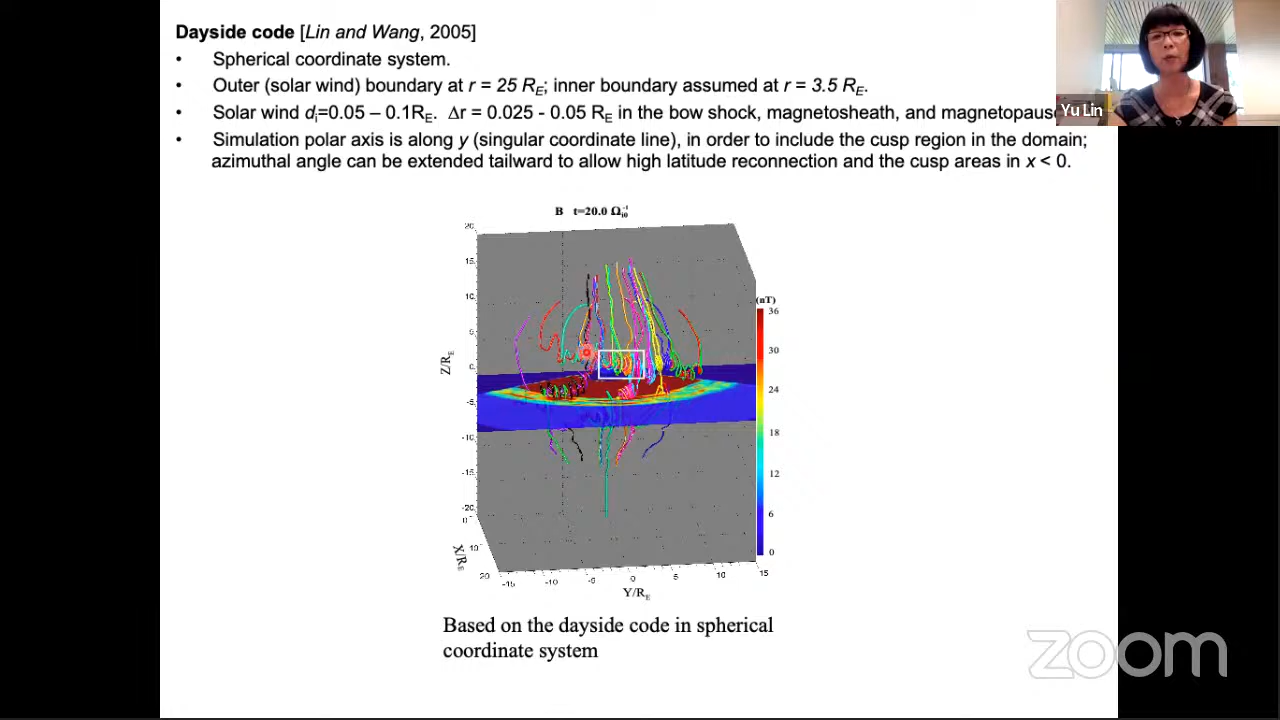 Dayside code [Lin and Wang, 2005]
• Spherical coordinate system.
• Outer (solar wind) boundary at r = 25 RE; inner boundary assumed at r = 3.5 RE.
• Solar wind di=0.05 – 0.1RE. Δr = 0.025 - 0.05 RE in the bow shock, magnetosheath, and magnetopause
• Simulation polar axis is along y (singular coordinate line), in order to include the cusp region in the domain;
azimuthal angle can be extended tailward to allow high latitude reconnection and the cusp areas in x < 0.
Yu Lin
B t=20.0 Ωi0-1
20
15
10
5
0
-5
-10
-15
-20
Z/RE
0
10
20
X/RE
-15
-10
-5
0
5
10
15
Y/RE
(nT)
36
30
24
18
12
6
0
Based on the dayside code in spherical
coordinate system
zoom